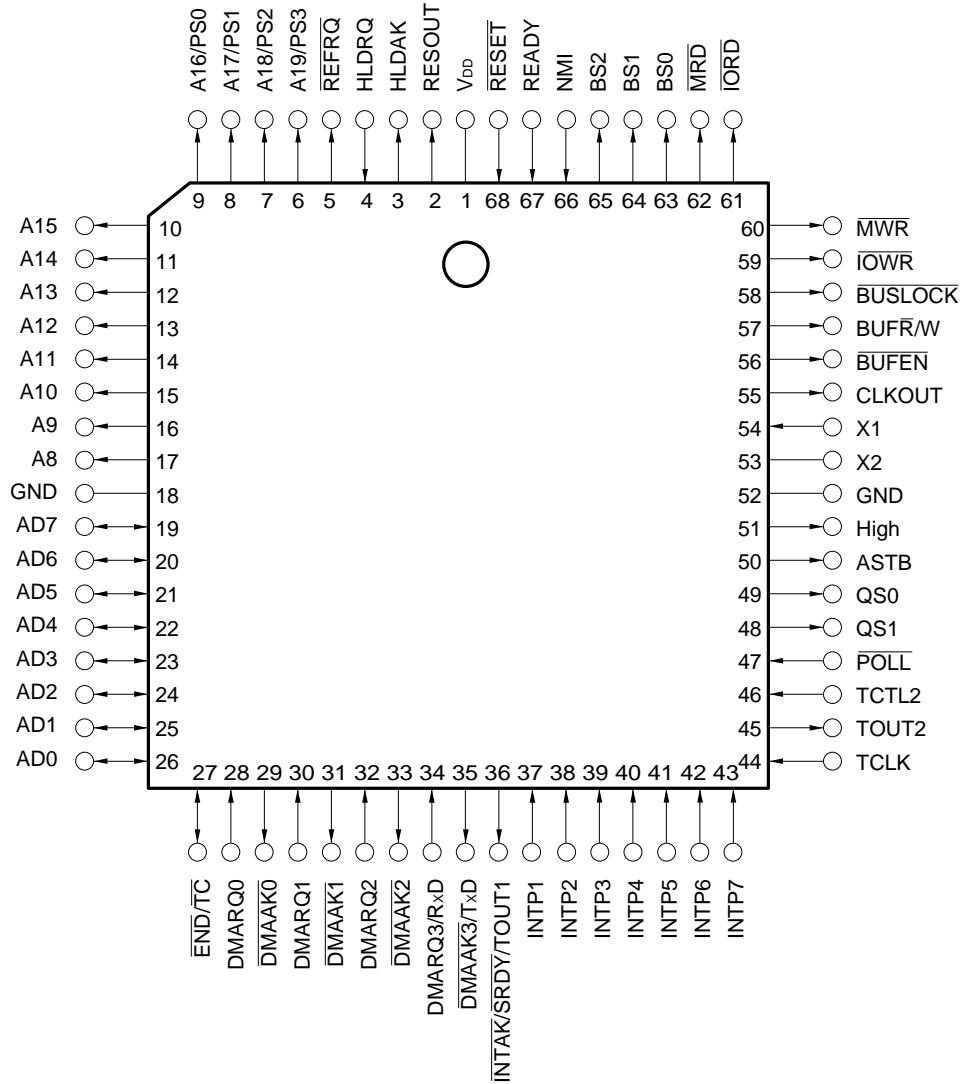 A16/PS0
A17/PS1
A18/PS2
A19/PS3
REFRQ
HLDRQ
HLDAK
RESOUT
VDD
RESET
READY
NMI
BS2
BS1
BS0
MRD
IORD
9 8 7 6 5 4 3 2 1 68 67 66 65 64 63 62 61
A15 10 60 MWR
A14 11 59 IOWR
A13 12 58 BUSLOCK
A12 13 57 BUFR/W
A11 14 56 BUFEN
A10 15 55 CLKOUT
A9 16 54 X1
A8 17 53 X2
GND 18 52 GND
AD7 19 51 High
AD6 20 50 ASTB
AD5 21 49 QS0
AD4 22 48 QS1
AD3 23 47 POLL
AD2 24 46 TCTL2
AD1 25 45 TOUT2
AD0 26 44 TCLK
27 28 29 30 31 32 33 34 35 36 37 38 39 40 41 42 43
END/TC
DMARQ0
DMAAK0
DMARQ1
DMAAK1
DMARQ2
DMAAK2
DMARQ3/RxD
DMAAK3/TxD
INTAK/SRDY/TOUT1
INTP1
INTP2
INTP3
INTP4
INTP5
INTP6
INTP7